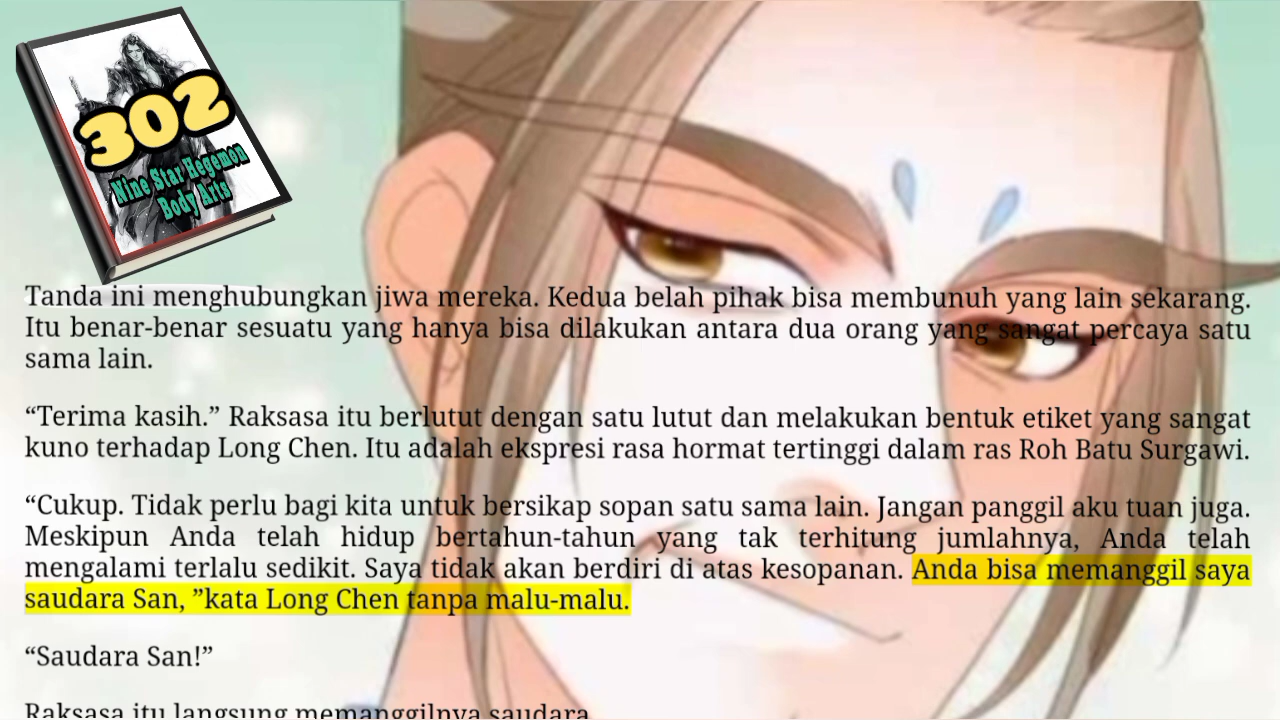 302
Nine Star Hegemon
Body Arts
Tanda ini menghubungkan jiwa mereka. Kedua belah pihak bisa membunuh yang lain sekarang.
Itu benar-benar sesuatu yang hanya bisa dilakukan antara dua orang yang sangat percaya satu
sama lain.
“Terima kasih.” Raksasa itu berlutut dengan satu lutut dan melakukan bentuk etiket yang sangat
kuno terhadap Long Chen. Itu adalah ekspresi rasa hormat tertinggi dalam ras Roh Batu Surgawi.
“Cukup. Tidak perlu bagi kita untuk bersikap sopan satu sama lain. Jangan panggil aku tuan juga.
Meskipun Anda telah hidup bertahun-tahun yang tak terhitung jumlahnya, Anda telah
mengalami terlalu sedikit. Saya tidak akan berdiri di atas kesopanan. Anda bisa memanggil saya
saudara San, ”kata Long Chen tanpa malu-malu.
“Saudara San!”
Raksasa itu langsung memanggilnya saudara.